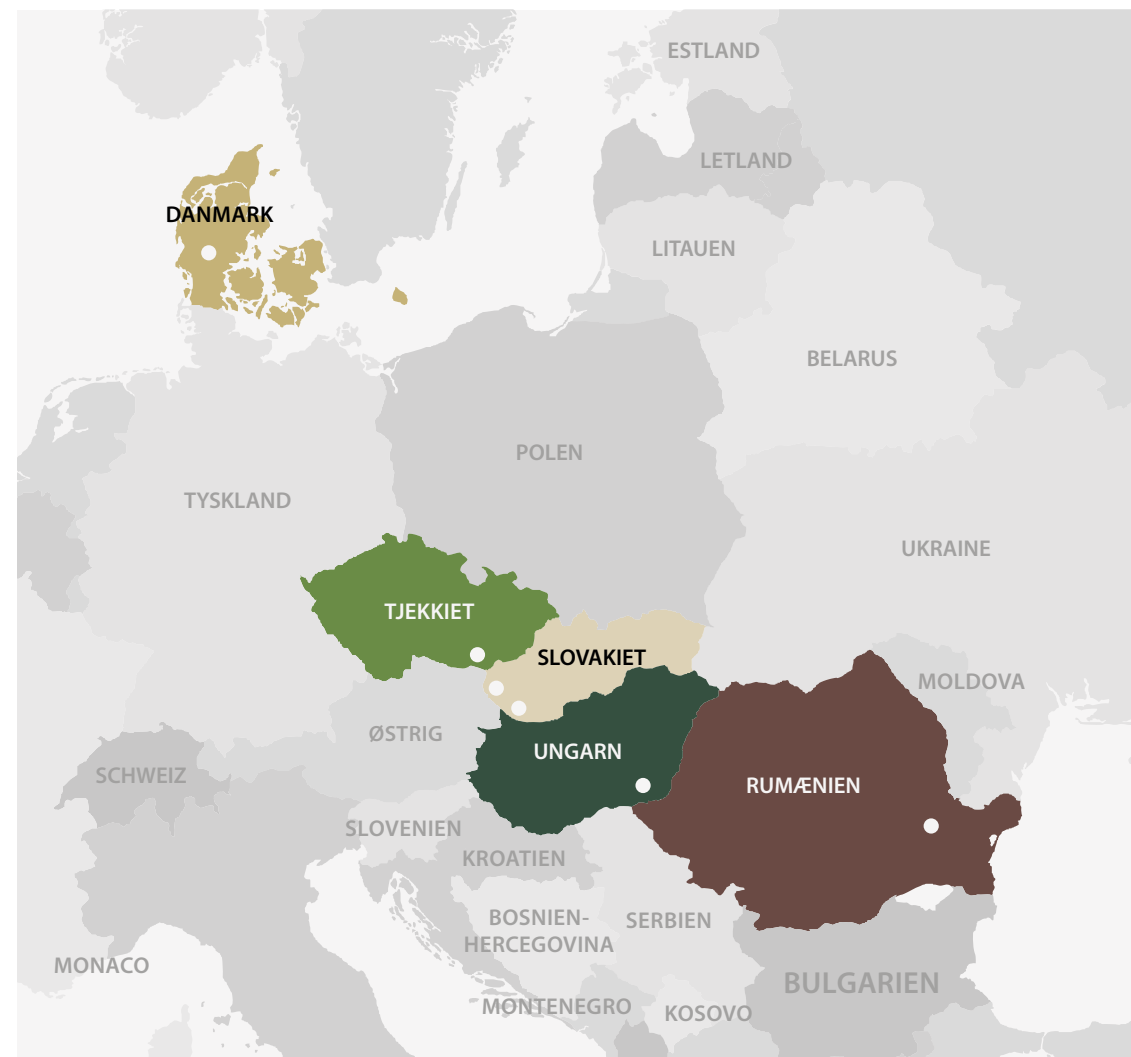 ESTLAND
LETLAND
DANMARK
LITAUEN
BELARUS
POLEN
TYSKLAND
UKRAINE
TJEKKIET
SLOVAKIET
MOLDOVA
ØSTRIG
UNGARN
SCHWEIZ
RUMÆNIEN
SLOVENIEN
KROATIEN
BOSNIEN-
HERCEGOVINA
SERBIEN
MONACO
BULGARIEN
MONTENEGRO
KOSOVO